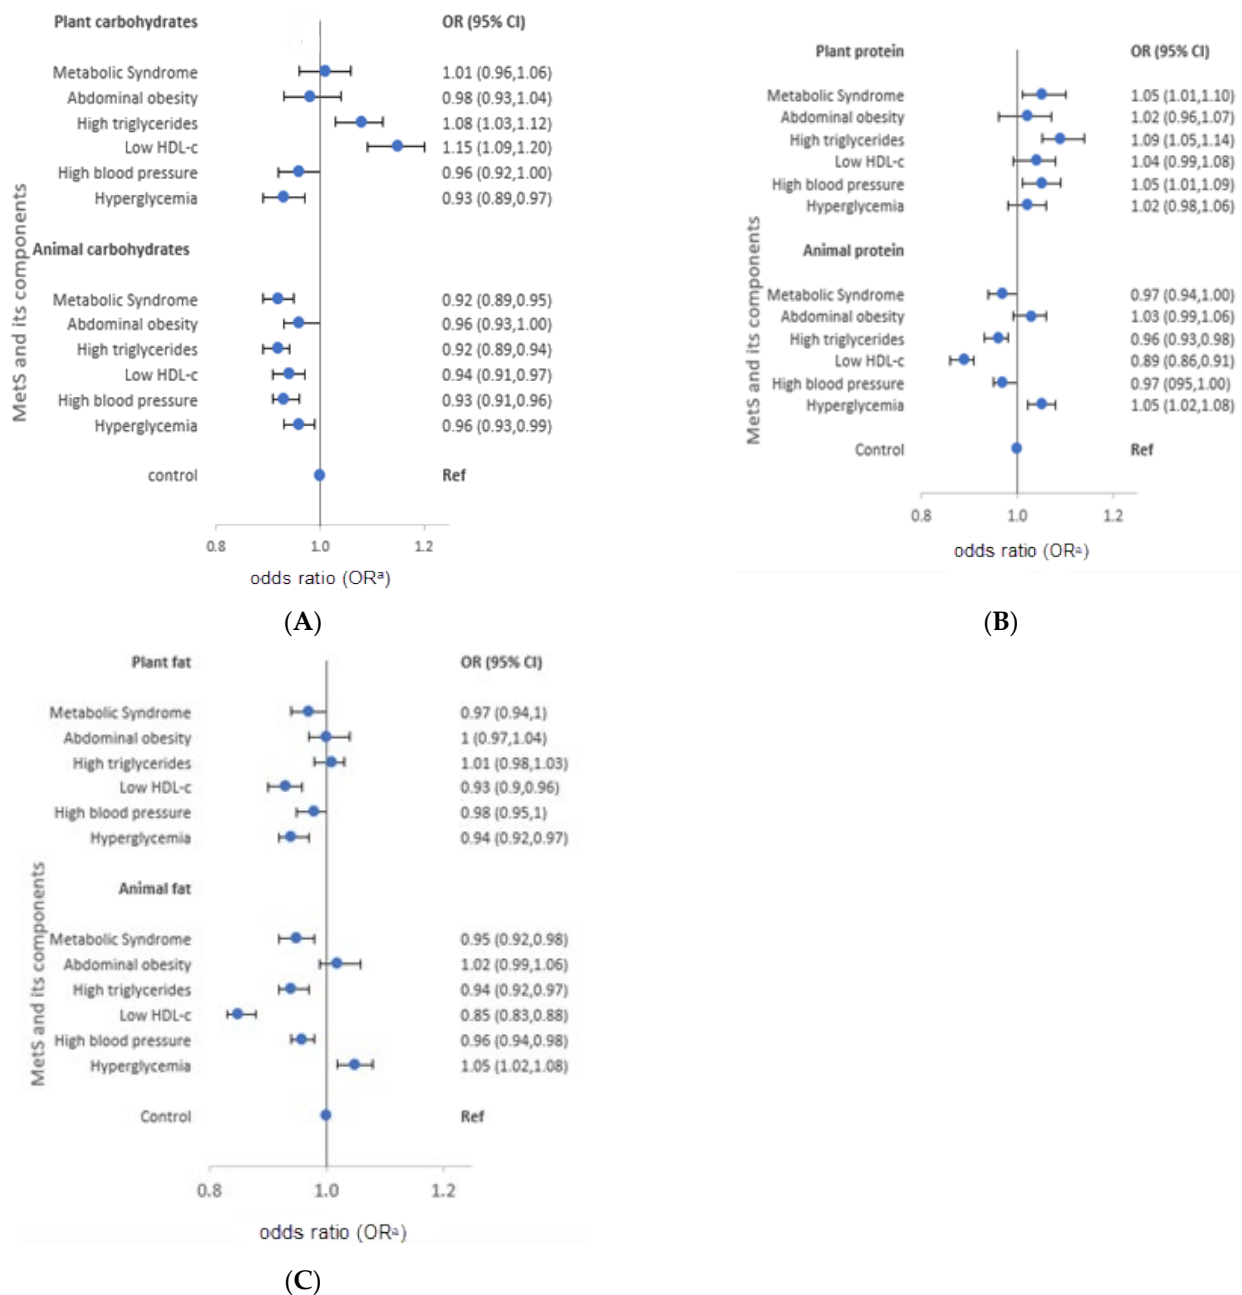 Plant carbohydrates OR (95% CI)
Metabolic Syndrome 1.01 (0.96,1.06)
Abdominal obesity 0.98 (0.93,1.04)
High triglycerides 1.08 (1.03,1.12)
Low HDL-c 1.15 (1.09,1.20)
High blood pressure 0.96 (0.92,1.00)
Hyperglycemia 0.93 (0.89,0.97)
Animal carbohydrates
Metabolic Syndrome 0.92 (0.89,0.95)
Abdominal obesity 0.96 (0.93,1.00)
High triglycerides 0.92 (0.89,0.94)
Low HDL-c 0.94 (0.91,0.97)
High blood pressure 0.93 (0.91,0.96)
Hyperglycemia 0.96 (0.93,0.99)
control Ref
MetS and its components
0.8 1.0 1.2
odds ratio (ORᵃ)
(A)
Plant protein OR (95% CI)
Metabolic Syndrome 1.05 (1.01,1.10)
Abdominal obesity 1.02 (0.96,1.07)
High triglycerides 1.09 (1.05,1.14)
Low HDL-c 1.04 (0.99,1.08)
High blood pressure 1.05 (1.01,1.09)
Hyperglycemia 1.02 (0.98,1.06)
Animal protein
Metabolic Syndrome 0.97 (0.94,1.00)
Abdominal obesity 1.03 (0.99,1.06)
High triglycerides 0.96 (0.93,0.98)
Low HDL-c 0.89 (0.86,0.91)
High blood pressure 0.97 (095,1.00)
Hyperglycemia 1.05 (1.02,1.08)
Control Ref
MetS and its components
0.8 1.0 1.2
odds ratio (ORᵃ)
(B)
Plant fat OR (95% CI)
Metabolic Syndrome 0.97 (0.94,1)
Abdominal obesity 1 (0.97,1.04)
High triglycerides 1.01 (0.98,1.03)
Low HDL-c 0.93 (0.9,0.96)
High blood pressure 0.98 (0.95,1)
Hyperglycemia 0.94 (0.92,0.97)
Animal fat
Metabolic Syndrome 0.95 (0.92,0.98)
Abdominal obesity 1.02 (0.99,1.06)
High triglycerides 0.94 (0.92,0.97)
Low HDL-c 0.85 (0.83,0.88)
High blood pressure 0.96 (0.94,0.98)
Hyperglycemia 1.05 (1.02,1.08)
Control Ref
MetS and its components
0.8 1.0 1.2
odds ratio (ORᵃ)
(C)